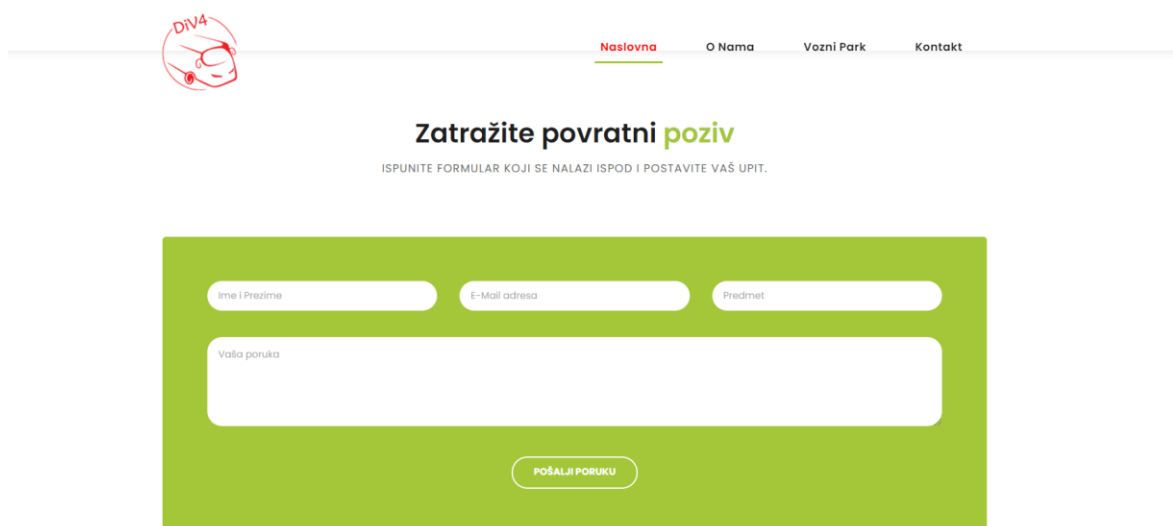 DiV4
Naslovna O Nama Vozni Park Kontakt
Zatražite povratni poziv
ISPUNITE FORMULAR KOJI SE NALAZI ISPOD I POSTAVITE VAŠ UPIT.
Ime i Prezime E-Mail adresa Predmet
Vaša poruka
POŠALJI PORUKU